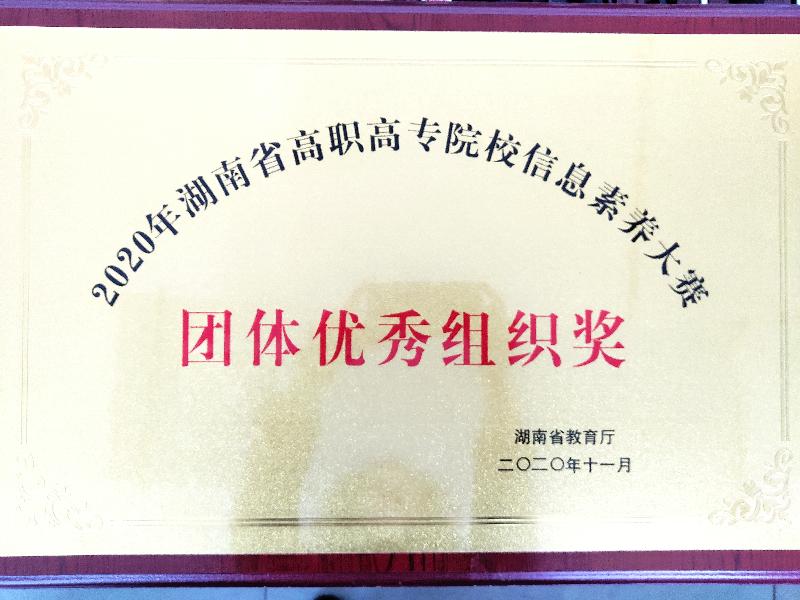 2020年湖南省高职高专院校信息素养大赛
团体优秀组织奖
湖南省教育厅
二〇二〇年十一月